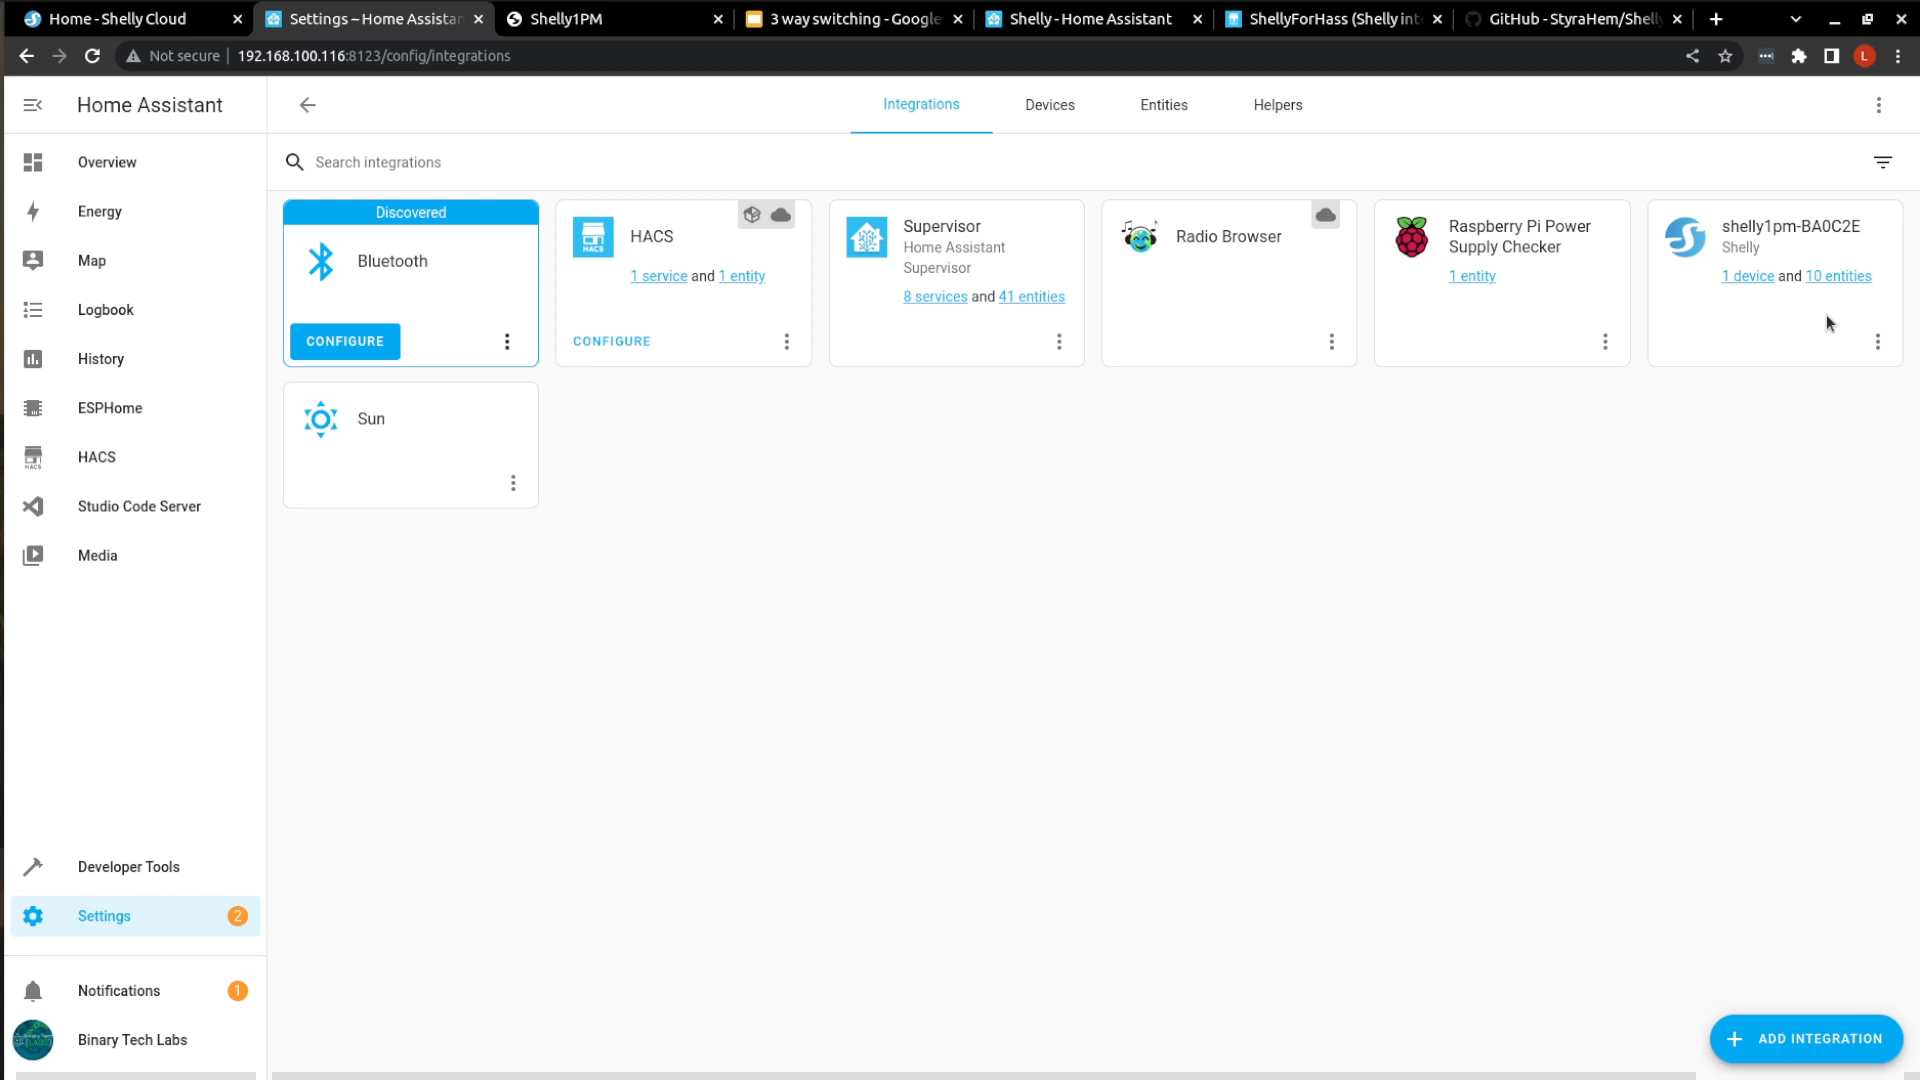 Home - Shelly Cloud
Settings – Home Assistan
Shelly1PM
3 way switching - Google
Shelly - Home Assistant
ShellyForHass (Shelly int
GitHub - StyraHem/Shelly
Not secure
192.168.100.116:8123/config/integrations
L
Home Assistant
Integrations
Devices
Entities
Helpers
Overview
Energy
Map
Logbook
History
ESPHome
HACS
HACS
Studio Code Server
Media
Developer Tools
Settings
2
Notifications
1
Binary Tech Labs
Search integrations
Discovered
Bluetooth
CONFIGURE
HACS
HACS
1 service and 1 entity
CONFIGURE
Supervisor
Home Assistant
Supervisor
8 services and 41 entities
Radio Browser
Raspberry Pi Power
Supply Checker
1 entity
shelly1pm-BA0C2E
Shelly
1 device and 10 entities
Sun
ADD INTEGRATION